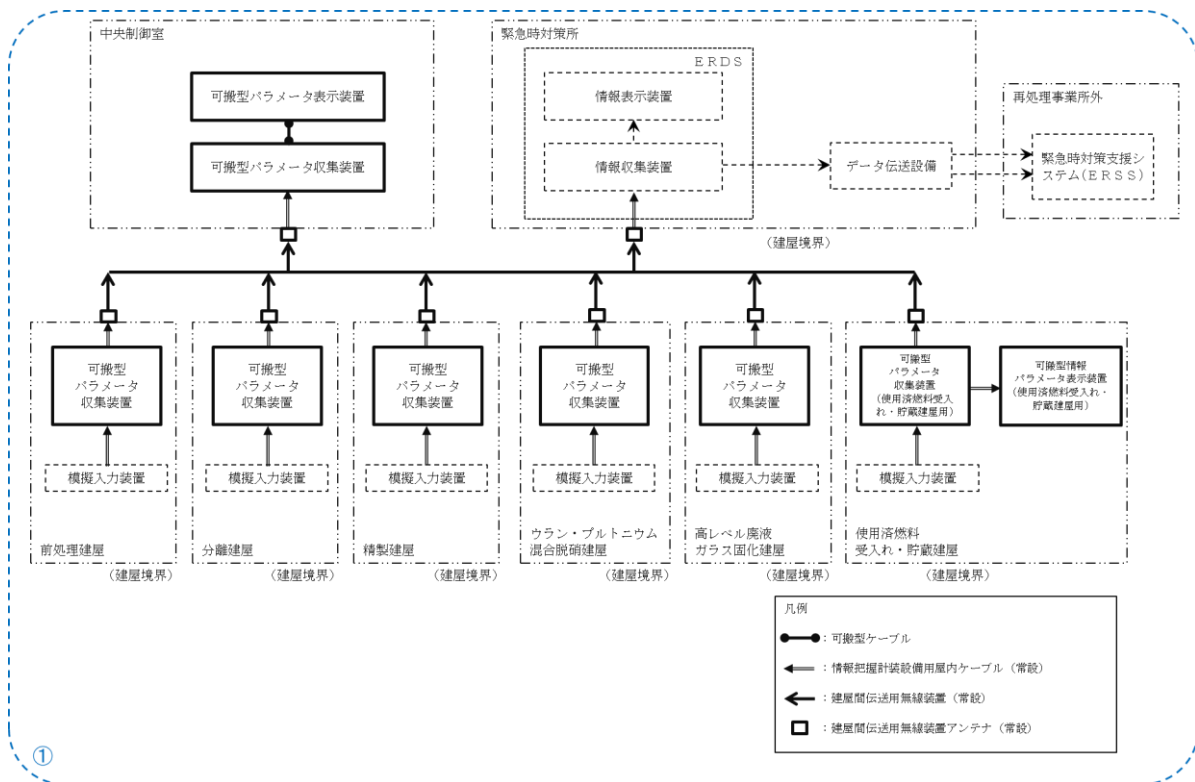 中央制御室
可搬型パラメータ表示装置
可搬型パラメータ収集装置
緊急時対策所
ＥＲＤＳ
情報表示装置
情報収集装置
データ伝送設備
（建屋境界）
再処理事業所外
緊急時対策支援シ
ステム(ＥＲＳＳ)
可搬型
パラメータ
収集装置
模擬入力装置
前処理建屋
（建屋境界）
可搬型
パラメータ
収集装置
模擬入力装置
分離建屋
（建屋境界）
可搬型
パラメータ
収集装置
模擬入力装置
精製建屋
（建屋境界）
可搬型
パラメータ
収集装置
模擬入力装置
ウラン・プルトニウム
混合脱硝建屋
（建屋境界）
可搬型
パラメータ
収集装置
模擬入力装置
高レベル廃液
ガラス固化建屋
（建屋境界）
可搬型
パラメータ
収集装置
(使用済燃料受入
れ・貯蔵建屋用)
可搬型情報
パラメータ表示装置
(使用済燃料受入れ・
貯蔵建屋用)
模擬入力装置
使用済燃料
受入れ・貯蔵建屋
（建屋境界）
凡例
：可搬型ケーブル
：情報把握計装設備用屋内ケーブル（常設）
：建屋間伝送用無線装置（常設）
：建屋間伝送用無線装置アンテナ（常設）
①